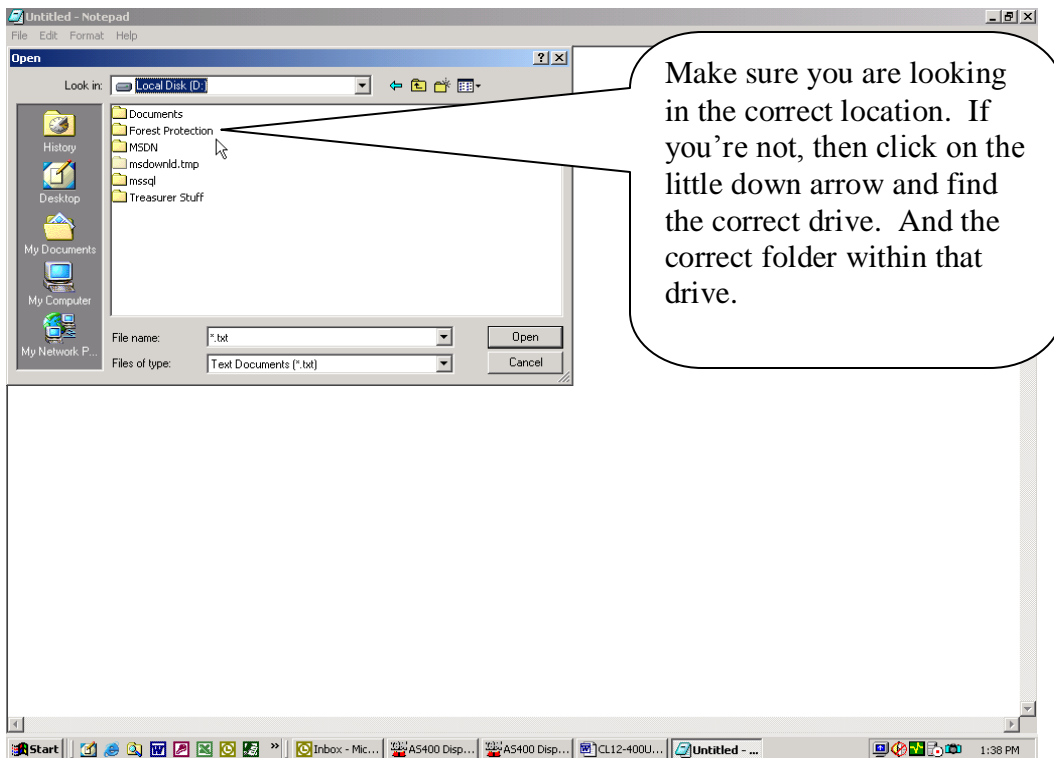 Untitled - Notepad
File Edit Format Help
Open
Look in: Local Disk (D:)
History
Desktop
My Documents
My Computer
My Network P...
Documents
Forest Protection
MSDN
msdownld.tmp
mssql
Treasurer Stuff
File name: *.txt Open
Files of type: Text Documents (*.txt) Cancel
Make sure you are looking
in the correct location. If
you're not, then click on the
little down arrow and find
the correct drive. And the
correct folder within that
drive.
Start » Inbox - Mic... AS400 Disp... AS400 Disp... CL12-400U... Untitled - ... 1:38 PM